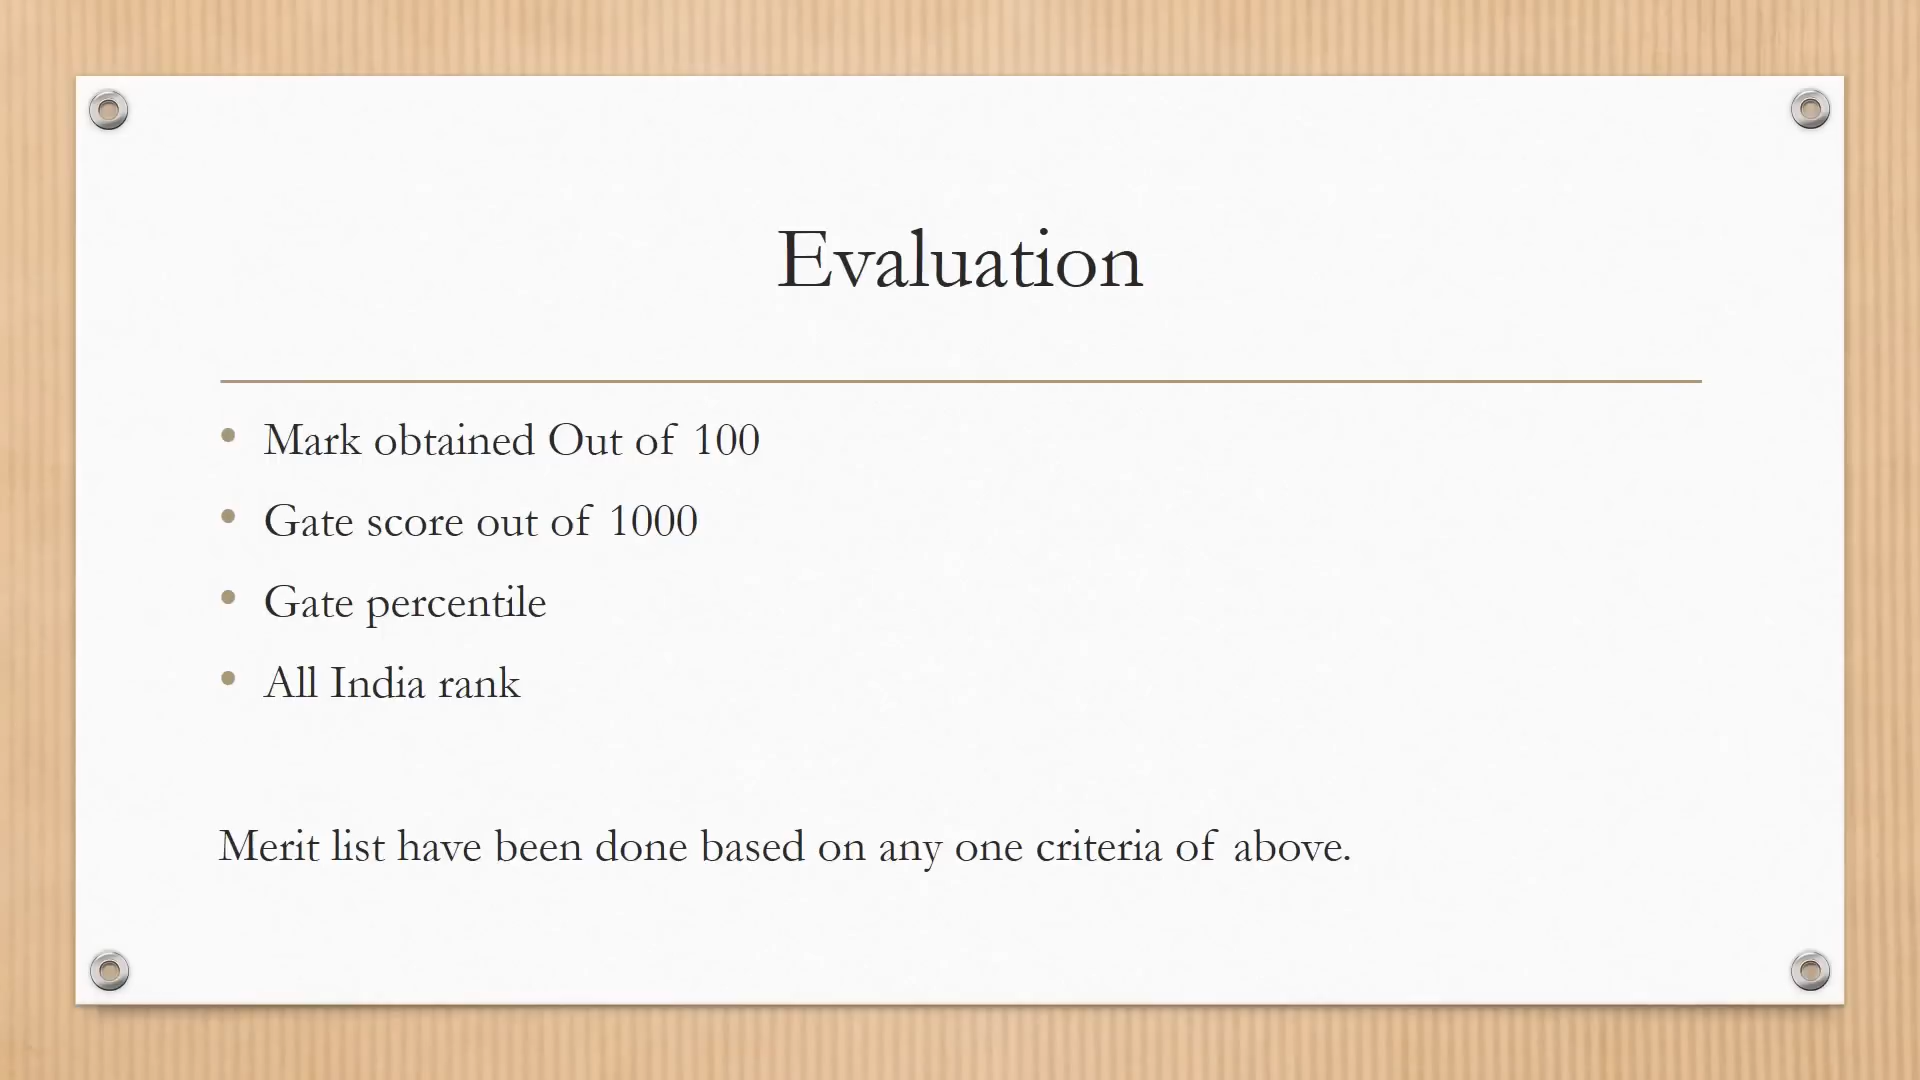 Evaluation
Mark obtained Out of 100
Gate score out of 1000
Gate percentile
All India rank
Merit list have been done based on any one criteria of above.